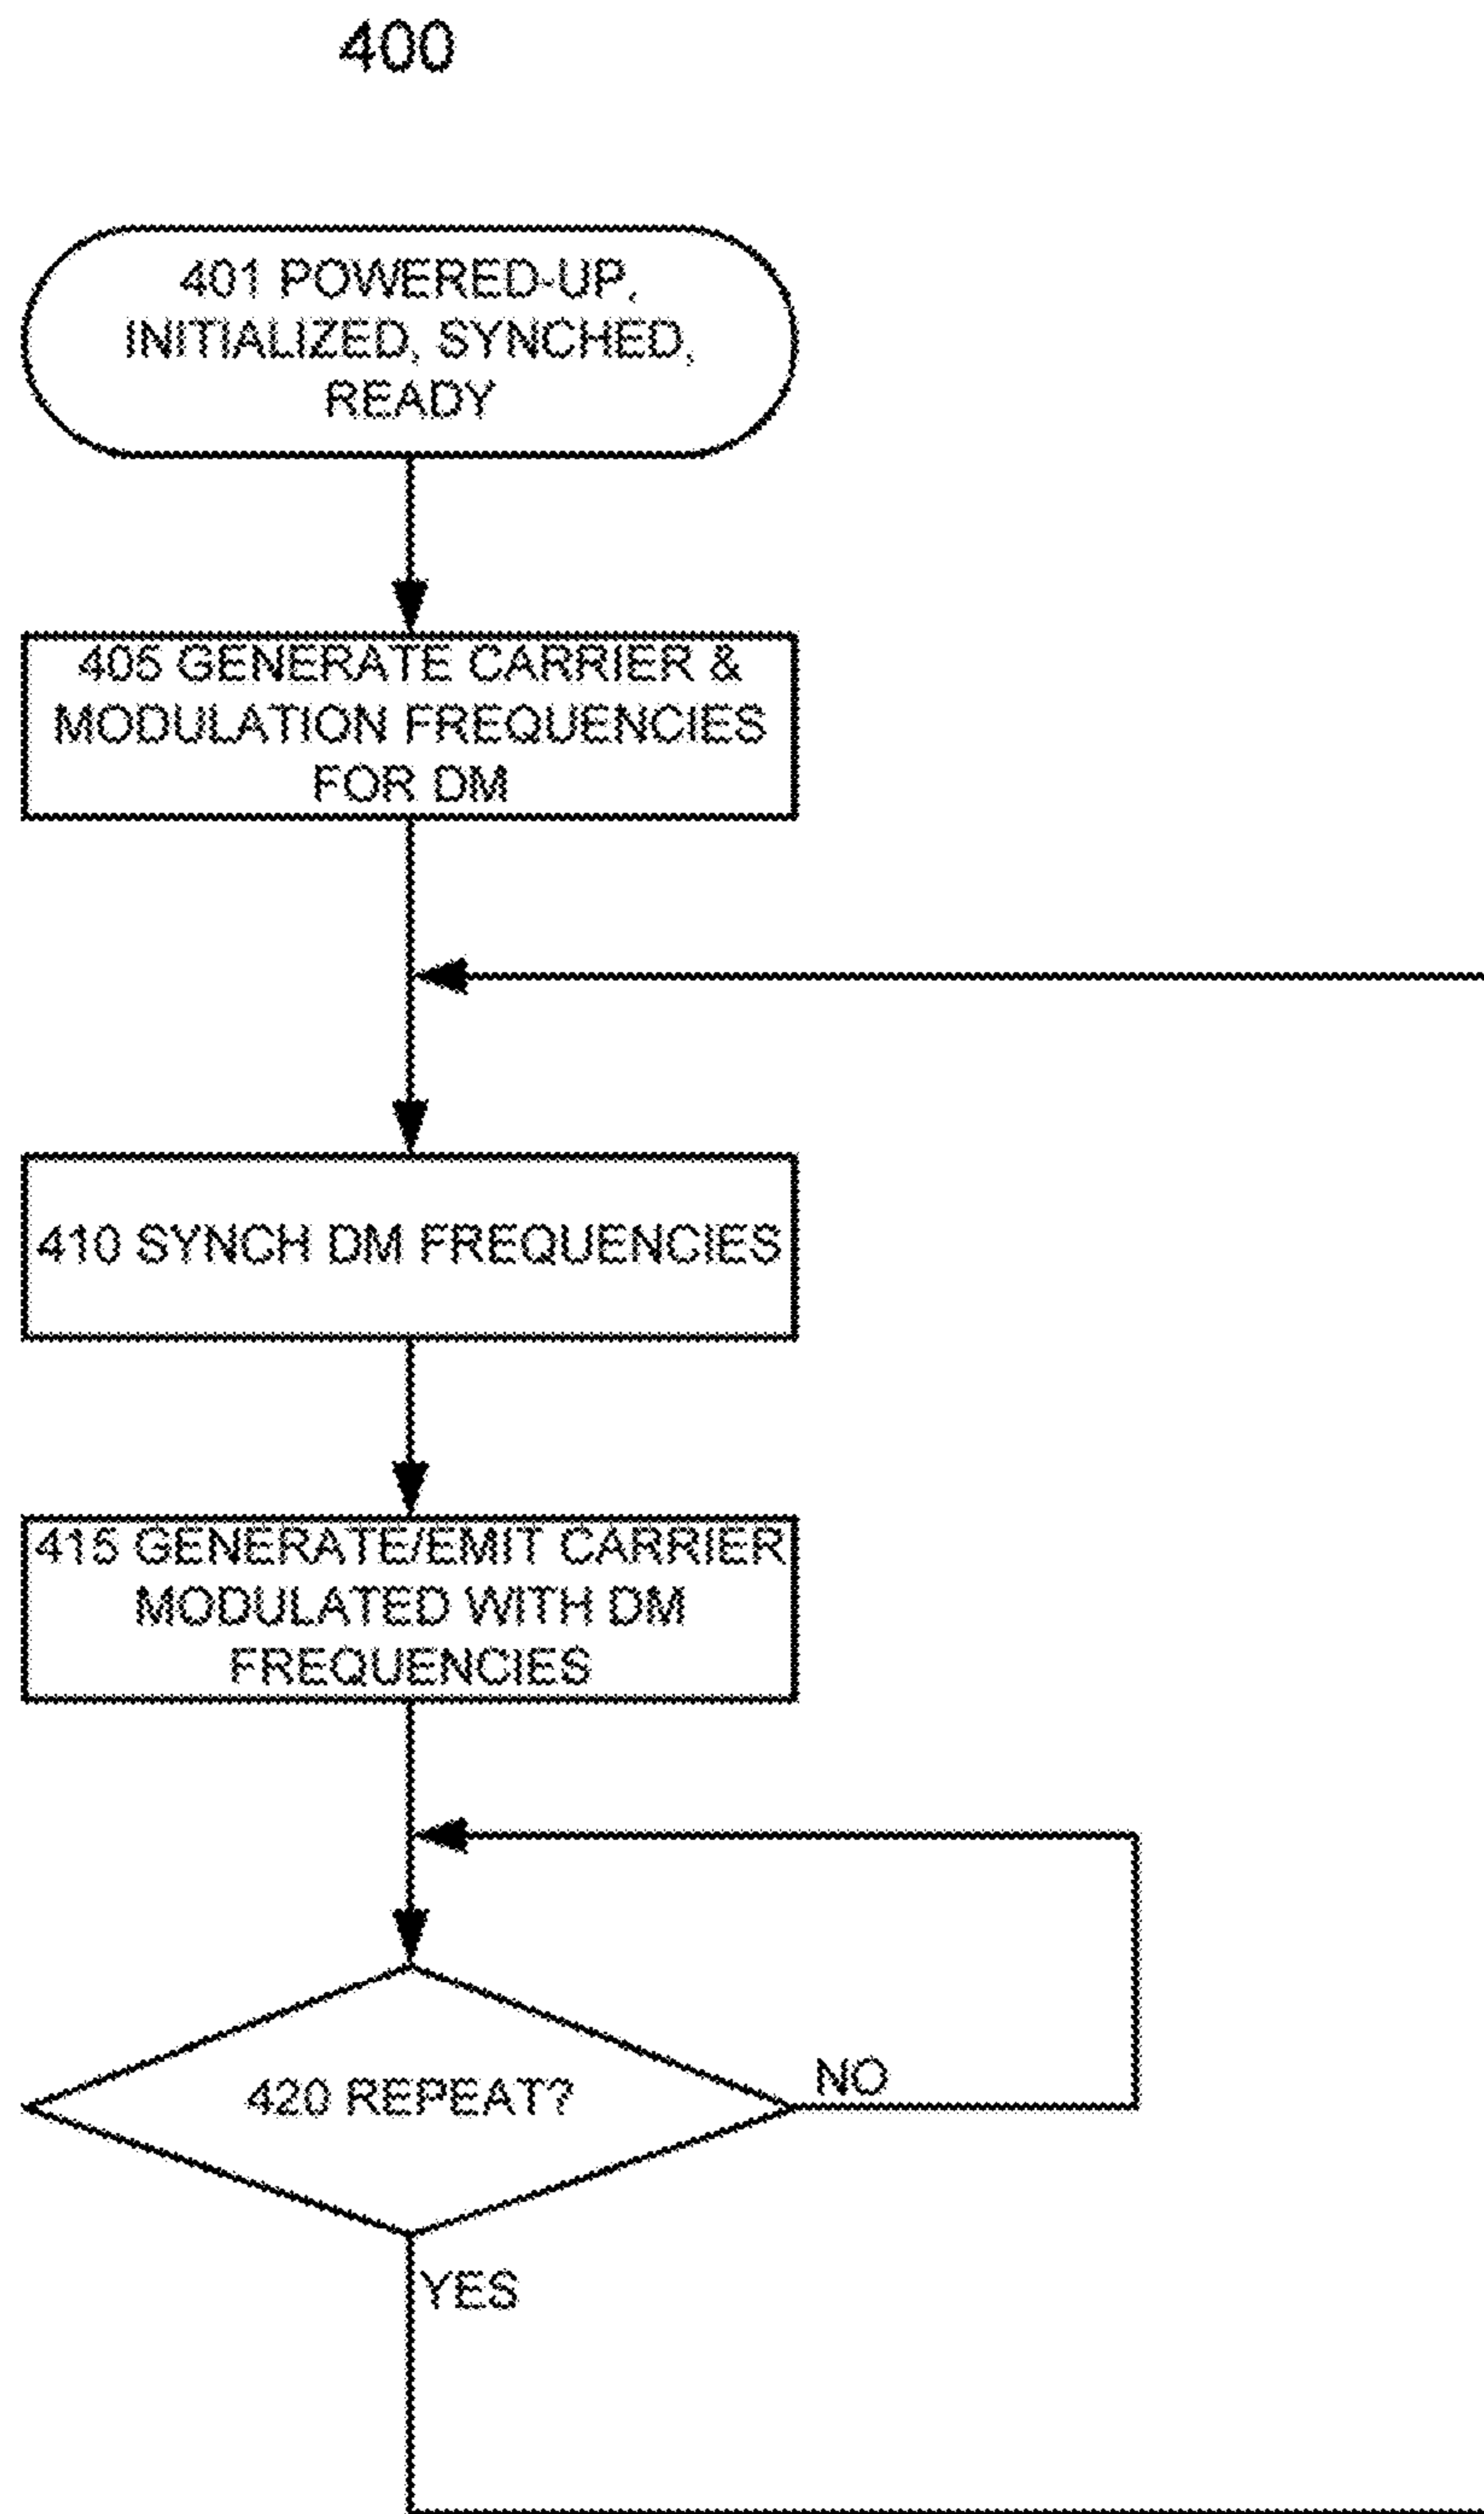 400
401 POWERED-UP,
INITIALIZED, SYNCHED,
READY
405 GENERATE CARRIER &
MODULATION FREQUENCIES
FOR DM
410 SYNCH DM FREQUENCIES
415 GENERATE/EMIT CARRIER
MODULATED WITH DM
FREQUENCIES
420 REPEAT?
NO
YES